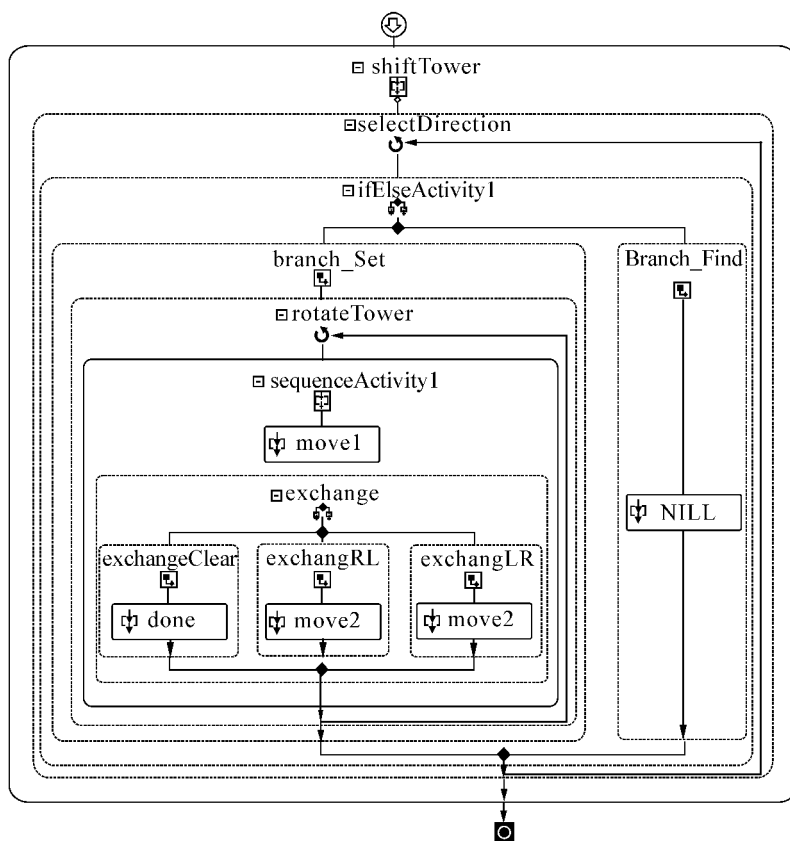 shiftTower
selectDirection
ifElseActivity1
branch_Set
Branch_Find
rotateTower
sequenceActivity1
move1
exchange
NILL
exchangeClear
exchangRL
exchangLR
done
move2
move2